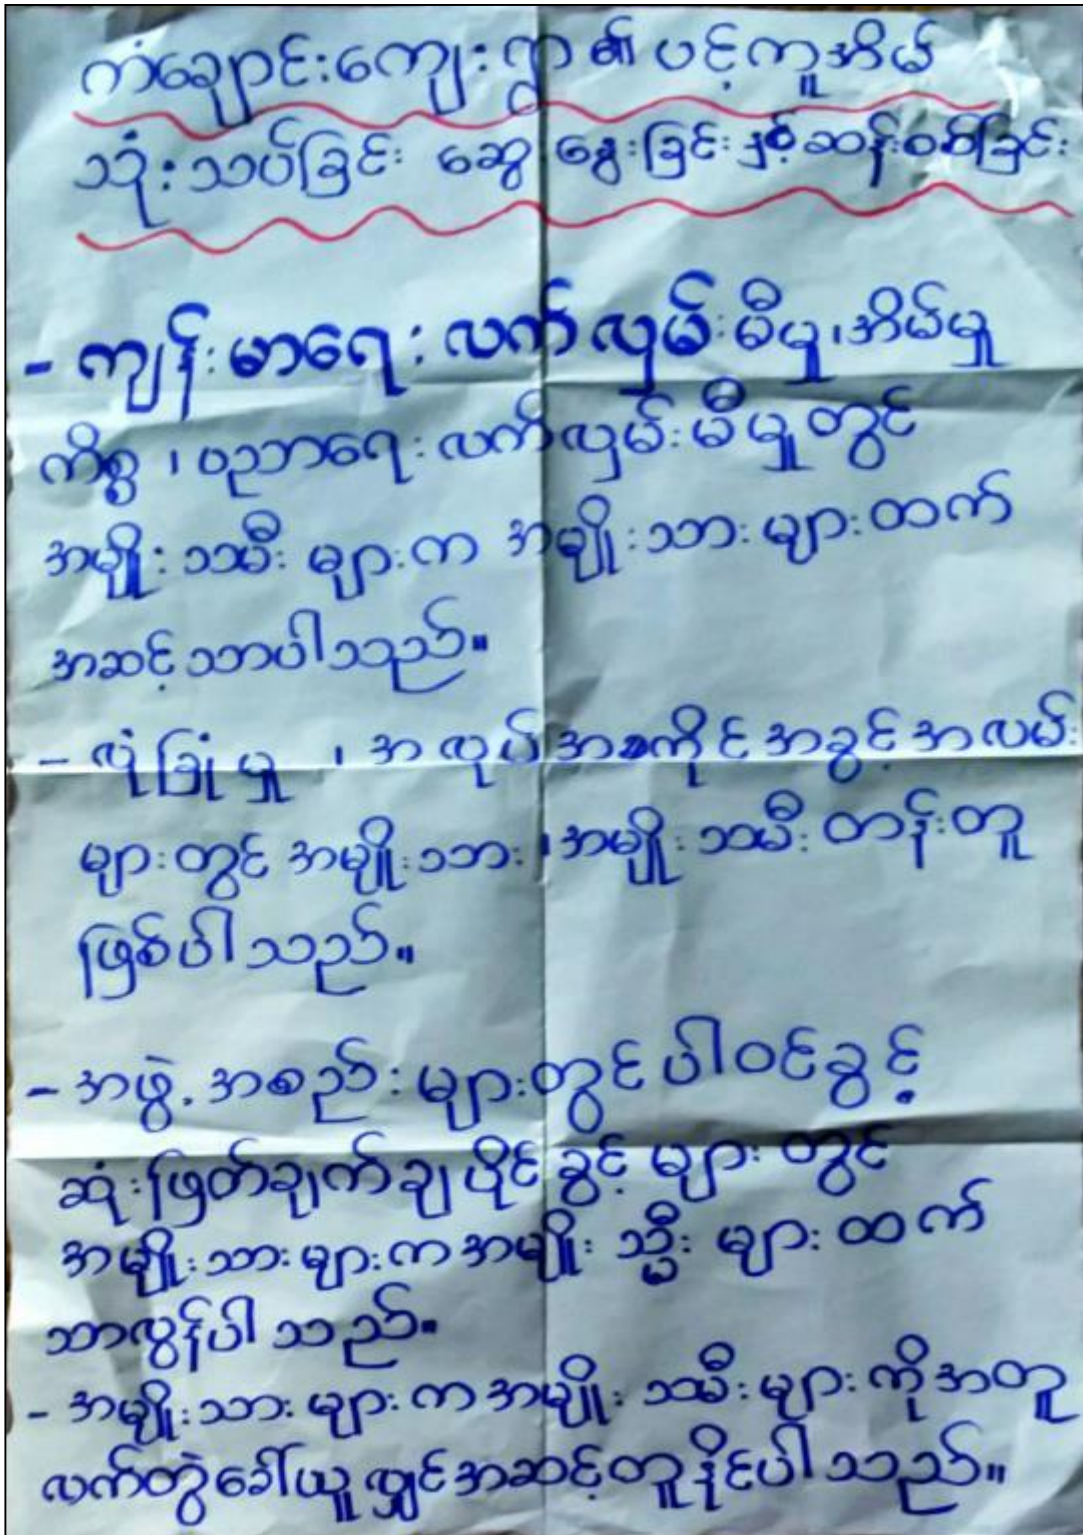 ကံချောင်းကျေးရွာ၏ ပင့်ကူအိမ်
သုံးသပ်ခြင်း ဆွေးနွေးခြင်းနှင့်ဆန်းစစ်ခြင်း
- ကျန်းမာရေး လက်လှမ်းမီမှု၊ အိမ်မှု
ကိစ္စ ၊ ပညာရေး လက်လှမ်းမီမှုတွင်
အမျိုးသမီးများက အမျိုးသားများထက်
အဆင့်သာပါသည်။
- လုံခြုံမှု ၊ အလုပ်အကိုင်အခွင့်အလမ်း
များတွင် အမျိုးသား ၊အမျိုးသမီး တန်းတူ
ဖြစ်ပါသည်။
- အဖွဲ့အစည်းများတွင်ပါဝင်ခွင့်
ဆုံးဖြတ်ချက်ချပိုင်ခွင့်များတွင်
အမျိုးသားများကအမျိုးသ္မီးများထက်
သာလွန်ပါသည်။
- အမျိုးသားများကအမျိုးသမီးများကိုအတူ
လက်တွဲခေါ်ယူလျှင်အဆင့်တူနိုင်ပါသည်။